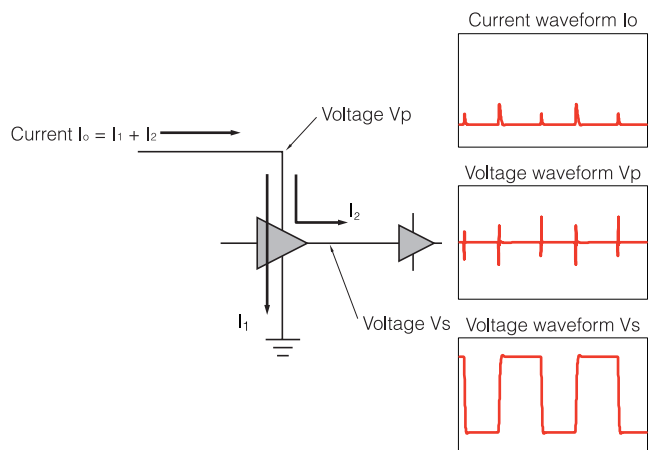 Current waveform Io
Voltage Vp
Current Io = I1 + I2
Voltage waveform Vp
I2
I1
Voltage Vs
Voltage waveform Vs